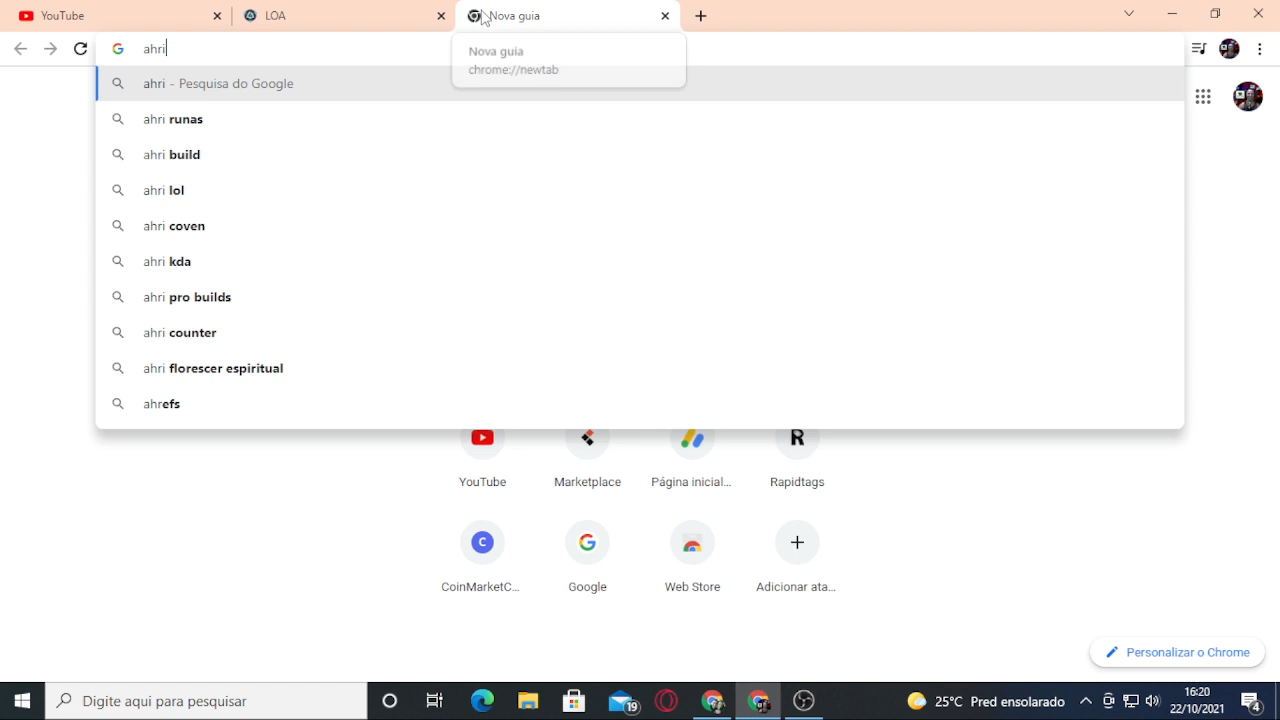 YouTube
LOA
Nova guia
ahri
Nova guia
chrome://newtab
ahri - Pesquisa do Google
ahri runas
ahri build
ahri lol
ahri coven
ahri kda
ahri pro builds
ahri counter
ahri florescer espiritual
ahrefs
YouTube
Marketplace
Página inicial...
Rapidtags
C
CoinMarketC...
Google
Web Store
Adicionar ata...
Personalizar o Chrome
Digite aqui para pesquisar
19
25°C Pred ensolarado
16:20
22/10/2021
4